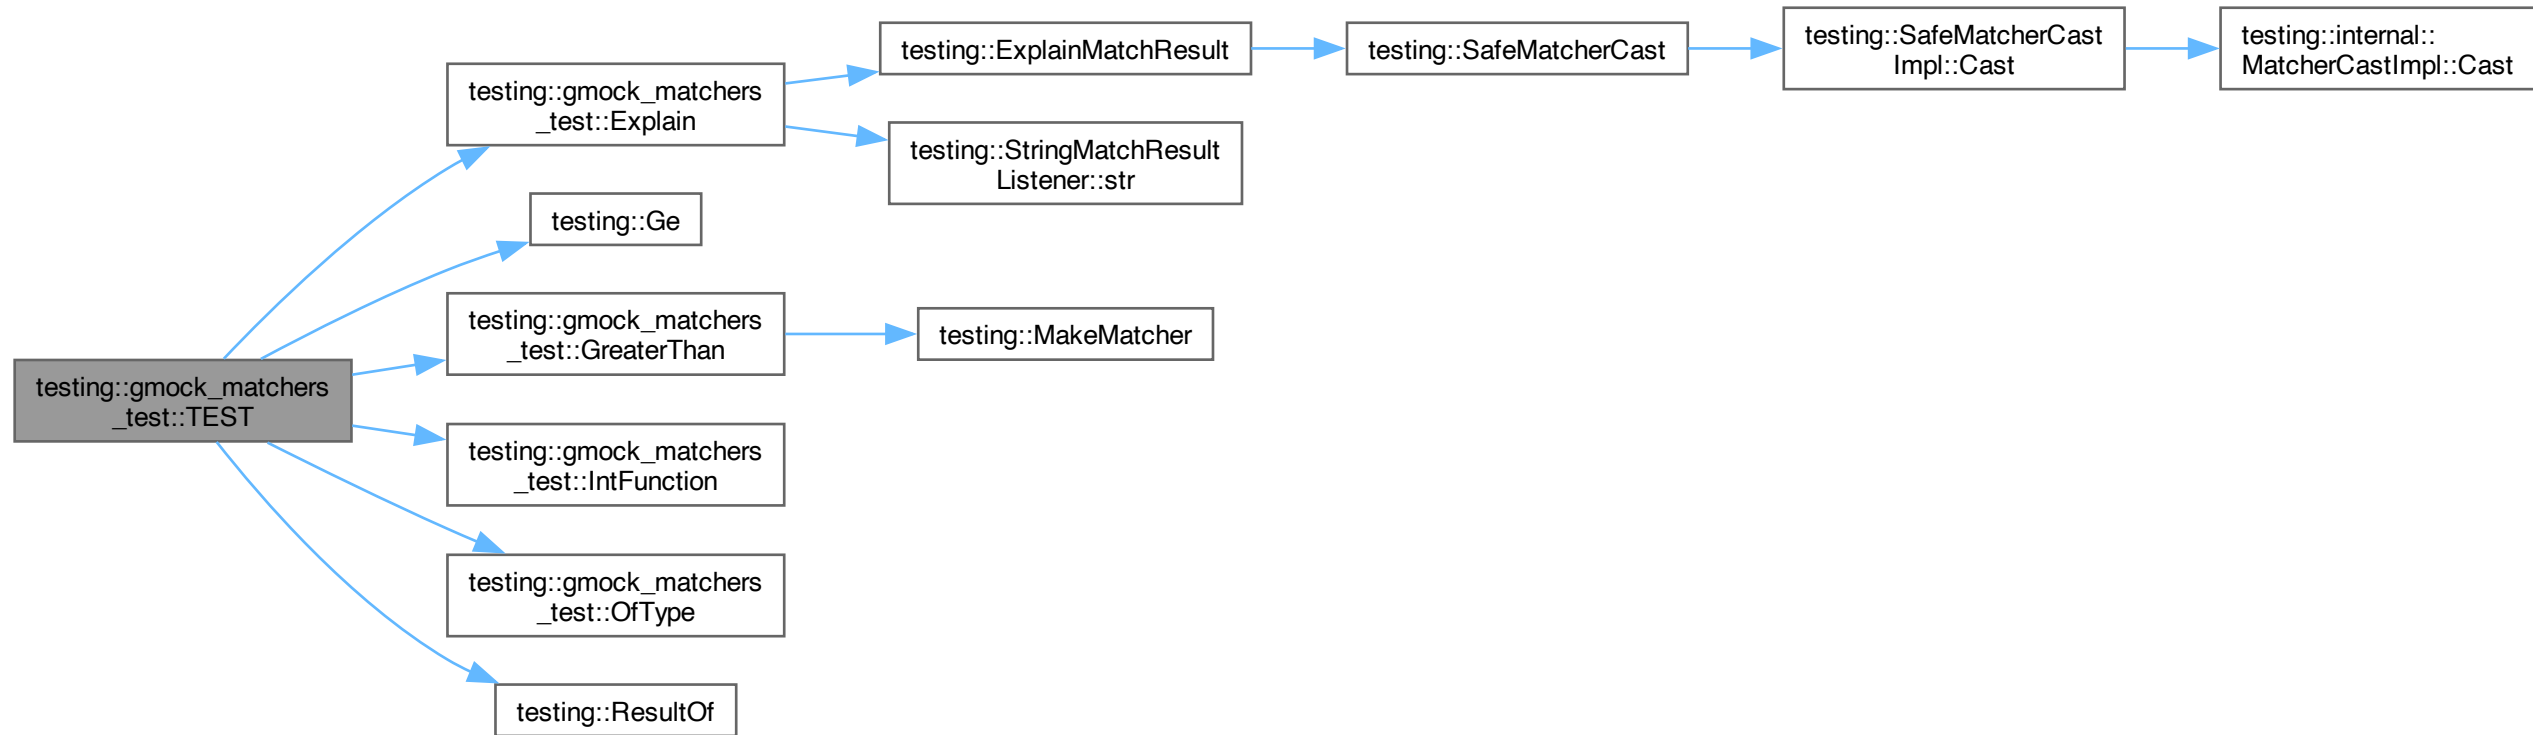 testing::gmock_matchers
_test::TEST
testing::gmock_matchers
_test::Explain
testing::Ge
testing::gmock_matchers
_test::GreaterThan
testing::gmock_matchers
_test::IntFunction
testing::gmock_matchers
_test::OfType
testing::ResultOf
testing::ExplainMatchResult
testing::StringMatchResult
Listener::str
testing::MakeMatcher
testing::SafeMatcherCast
testing::SafeMatcherCast
Impl::Cast
testing::internal::
MatcherCastImpl::Cast